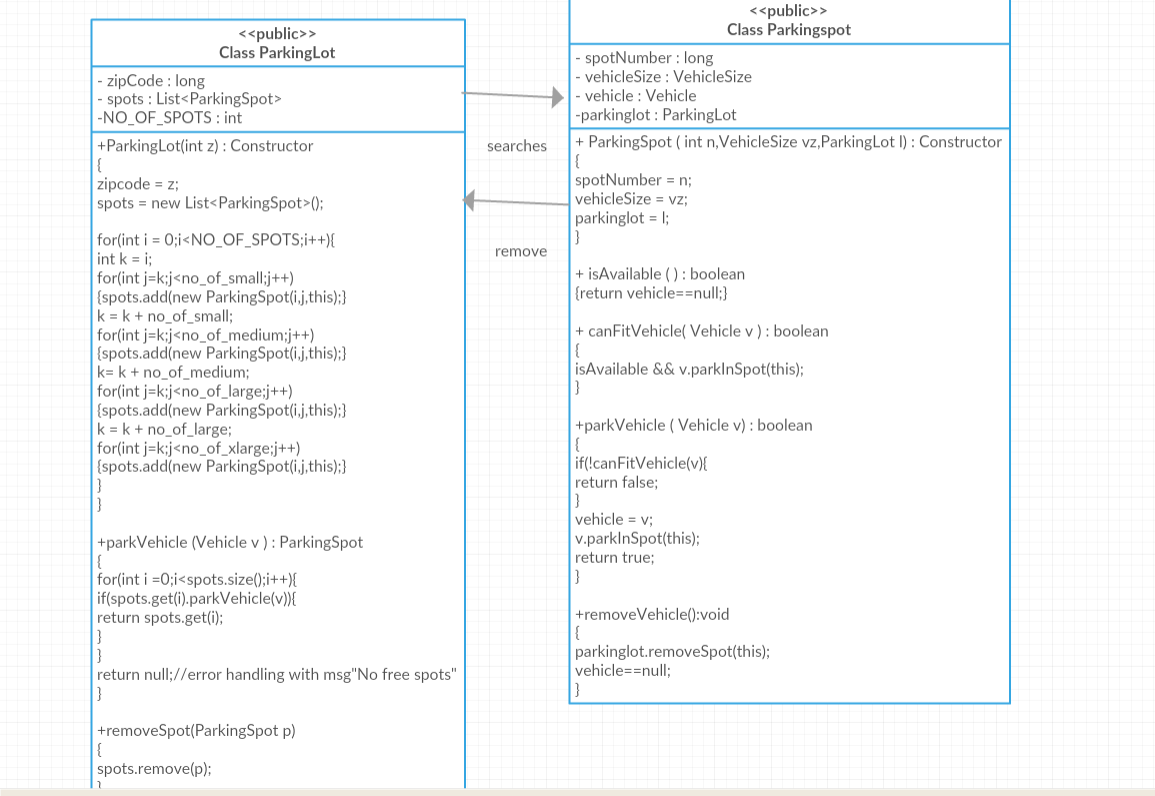 <<public>>
Class ParkingLot
- zipCode : long
- spots : List<ParkingSpot>
-NO_OF_SPOTS : int
+ParkingLot(int z) : Constructor
{
zipcode = z;
spots = new List<ParkingSpot>();
for(int i = 0;i<NO_OF_SPOTS;i++){
int k = i;
for(int j=k;j<no_of_small;j++)
{spots.add(new ParkingSpot(i,j,this);}
k = k + no_of_small;
for(int j=k;j<no_of_medium;j++)
{spots.add(new ParkingSpot(i,j,this);}
k= k + no_of_medium;
for(int j=k;j<no_of_large;j++)
{spots.add(new ParkingSpot(i,j,this);}
k = k + no_of_large;
for(int j=k;j<no_of_xlarge;j++)
{spots.add(new ParkingSpot(i,j,this);}
}
}
+parkVehicle (Vehicle v ) : ParkingSpot
{
for(int i =0;i<spots.size();i++){
if(spots.get(i).parkVehicle(v)){
return spots.get(i);
}
}
return null;//error handling with msg"No free spots"
}
+removeSpot(ParkingSpot p)
{
spots.remove(p);
}
searches
remove
<<public>>
Class Parkingspot
- spotNumber : long
- vehicleSize : VehicleSize
- vehicle : Vehicle
-parkinglot : ParkingLot
+ ParkingSpot ( int n,VehicleSize vz,ParkingLot l) : Constructor
{
spotNumber = n;
vehicleSize = vz;
parkinglot = l;
}
+ isAvailable ( ) : boolean
{return vehicle==null;}
+ canFitVehicle( Vehicle v ) : boolean
{
isAvailable && v.parkInSpot(this);
}
+parkVehicle ( Vehicle v) : boolean
{
if(!canFitVehicle(v){
return false;
}
vehicle = v;
v.parkInSpot(this);
return true;
}
+removeVehicle():void
{
parkinglot.removeSpot(this);
vehicle==null;
}